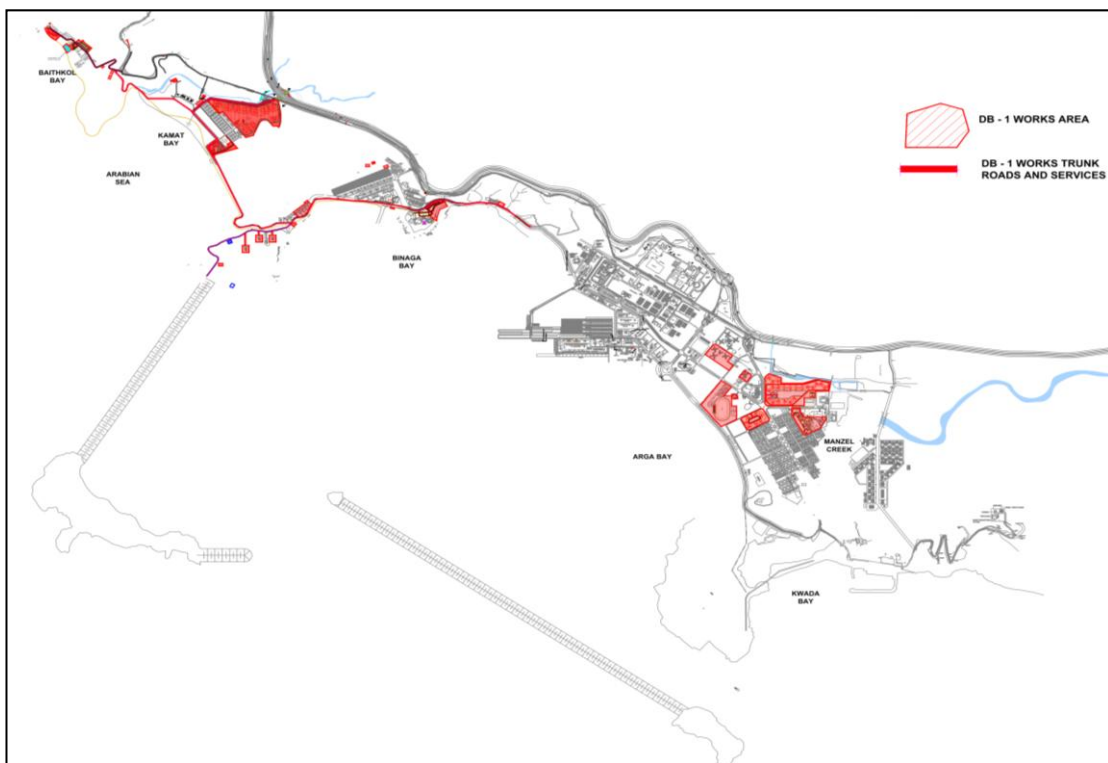 BAITHKOL
BAY
KAMAT
BAY
ARABIAN
SEA
BINAGA
BAY
ARGA BAY
MANZEL
CREEK
KWADA
BAY
DB - 1 WORKS AREA
DB - 1 WORKS TRUNK
ROADS AND SERVICES